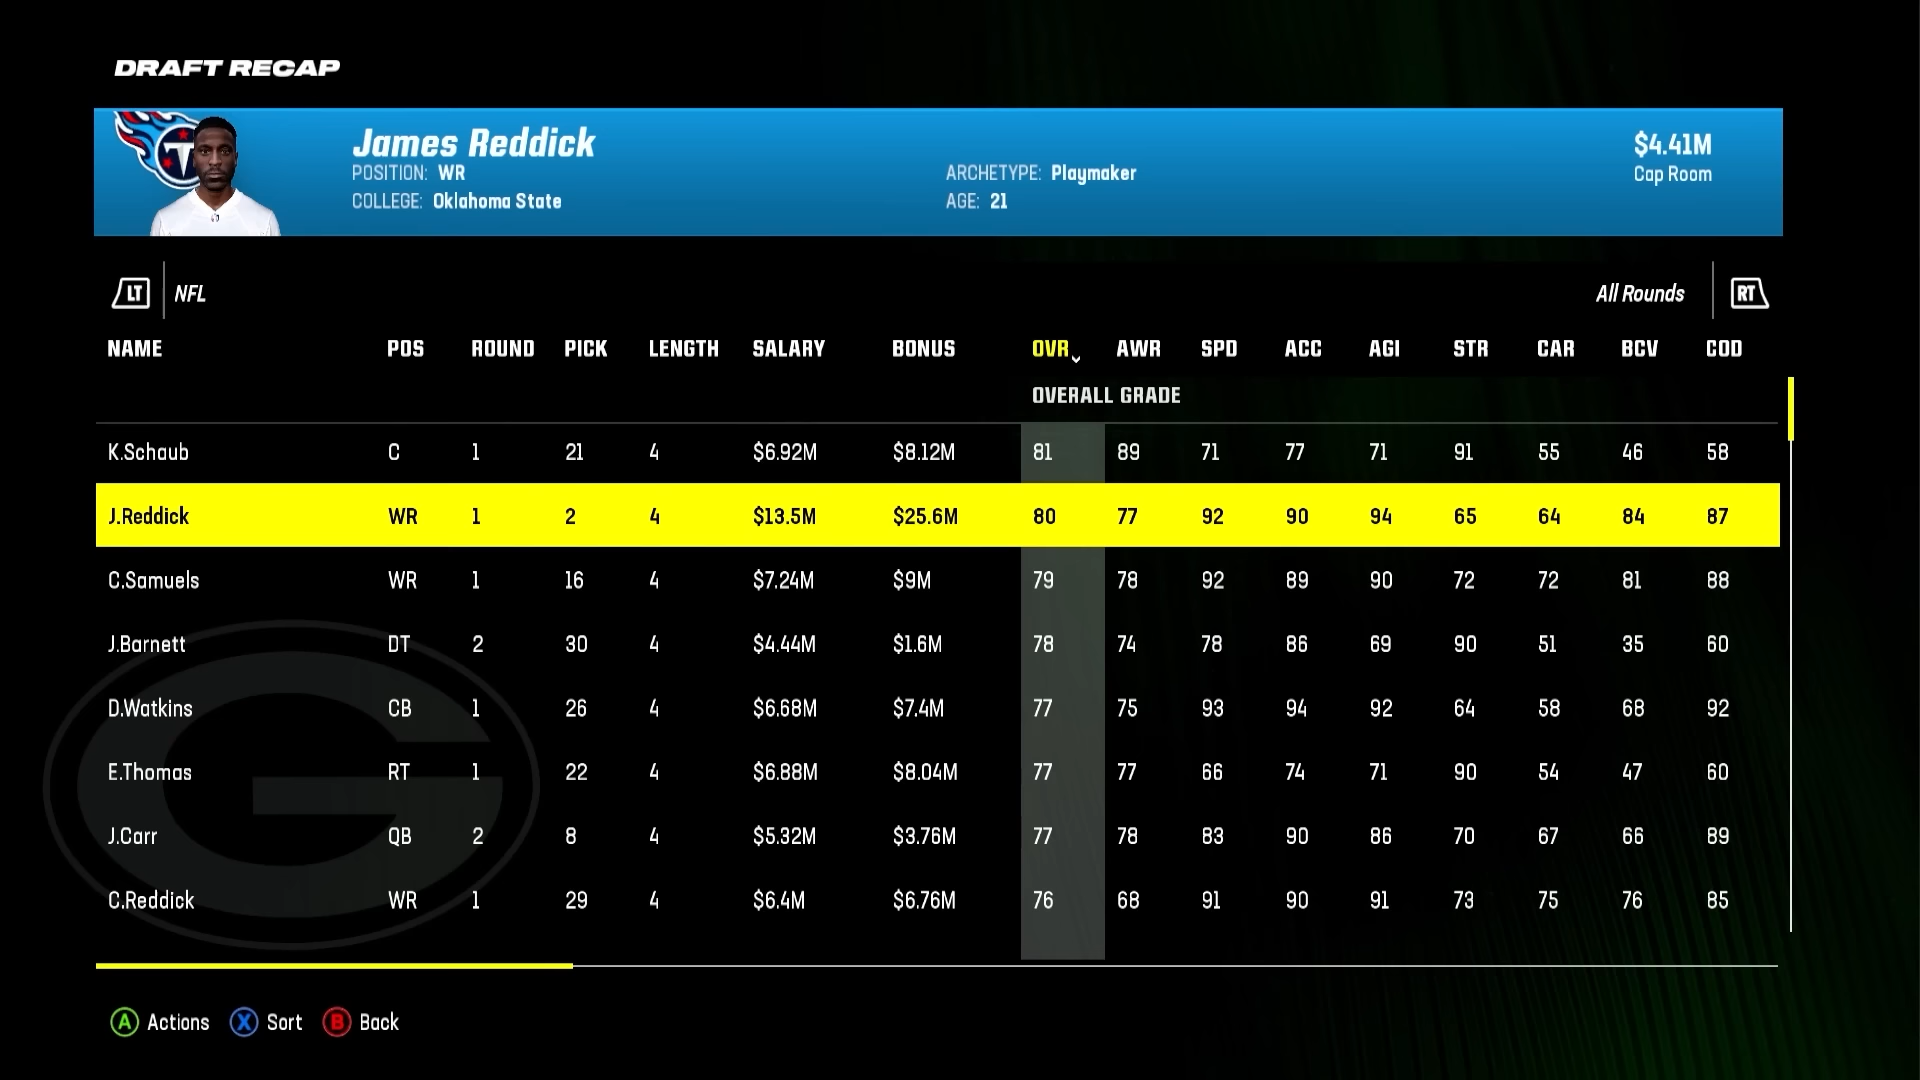 DRAFT RECAP
James Reddick
POSITION: WR
COLLEGE: Oklahoma State
ARCHETYPE: Playmaker
AGE: 21
$4.41M
Cap Room
T
LT NFL All Rounds RT
NAME POS ROUND PICK LENGTH SALARY BONUS OVR AWR SPD ACC AGI STR CAR BCV COD
OVERALL GRADE
K.Schaub C 1 21 4 $6.92M $8.12M 81 89 71 77 71 91 55 46 58
J.Reddick WR 1 2 4 $13.5M $25.6M 80 77 92 90 94 65 64 84 87
C.Samuels WR 1 16 4 $7.24M $9M 79 78 92 89 90 72 72 81 88
J.Barnett DT 2 30 4 $4.44M $1.6M 78 74 78 86 69 90 51 35 60
D.Watkins CB 1 26 4 $6.68M $7.4M 77 75 93 94 92 64 58 68 92
E.Thomas RT 1 22 4 $6.88M $8.04M 77 77 66 74 71 90 54 47 60
J.Carr QB 2 8 4 $5.32M $3.76M 77 78 83 90 86 70 67 66 89
C.Reddick WR 1 29 4 $6.4M $6.76M 76 68 91 90 91 73 75 76 85
G
A Actions X Sort B Back